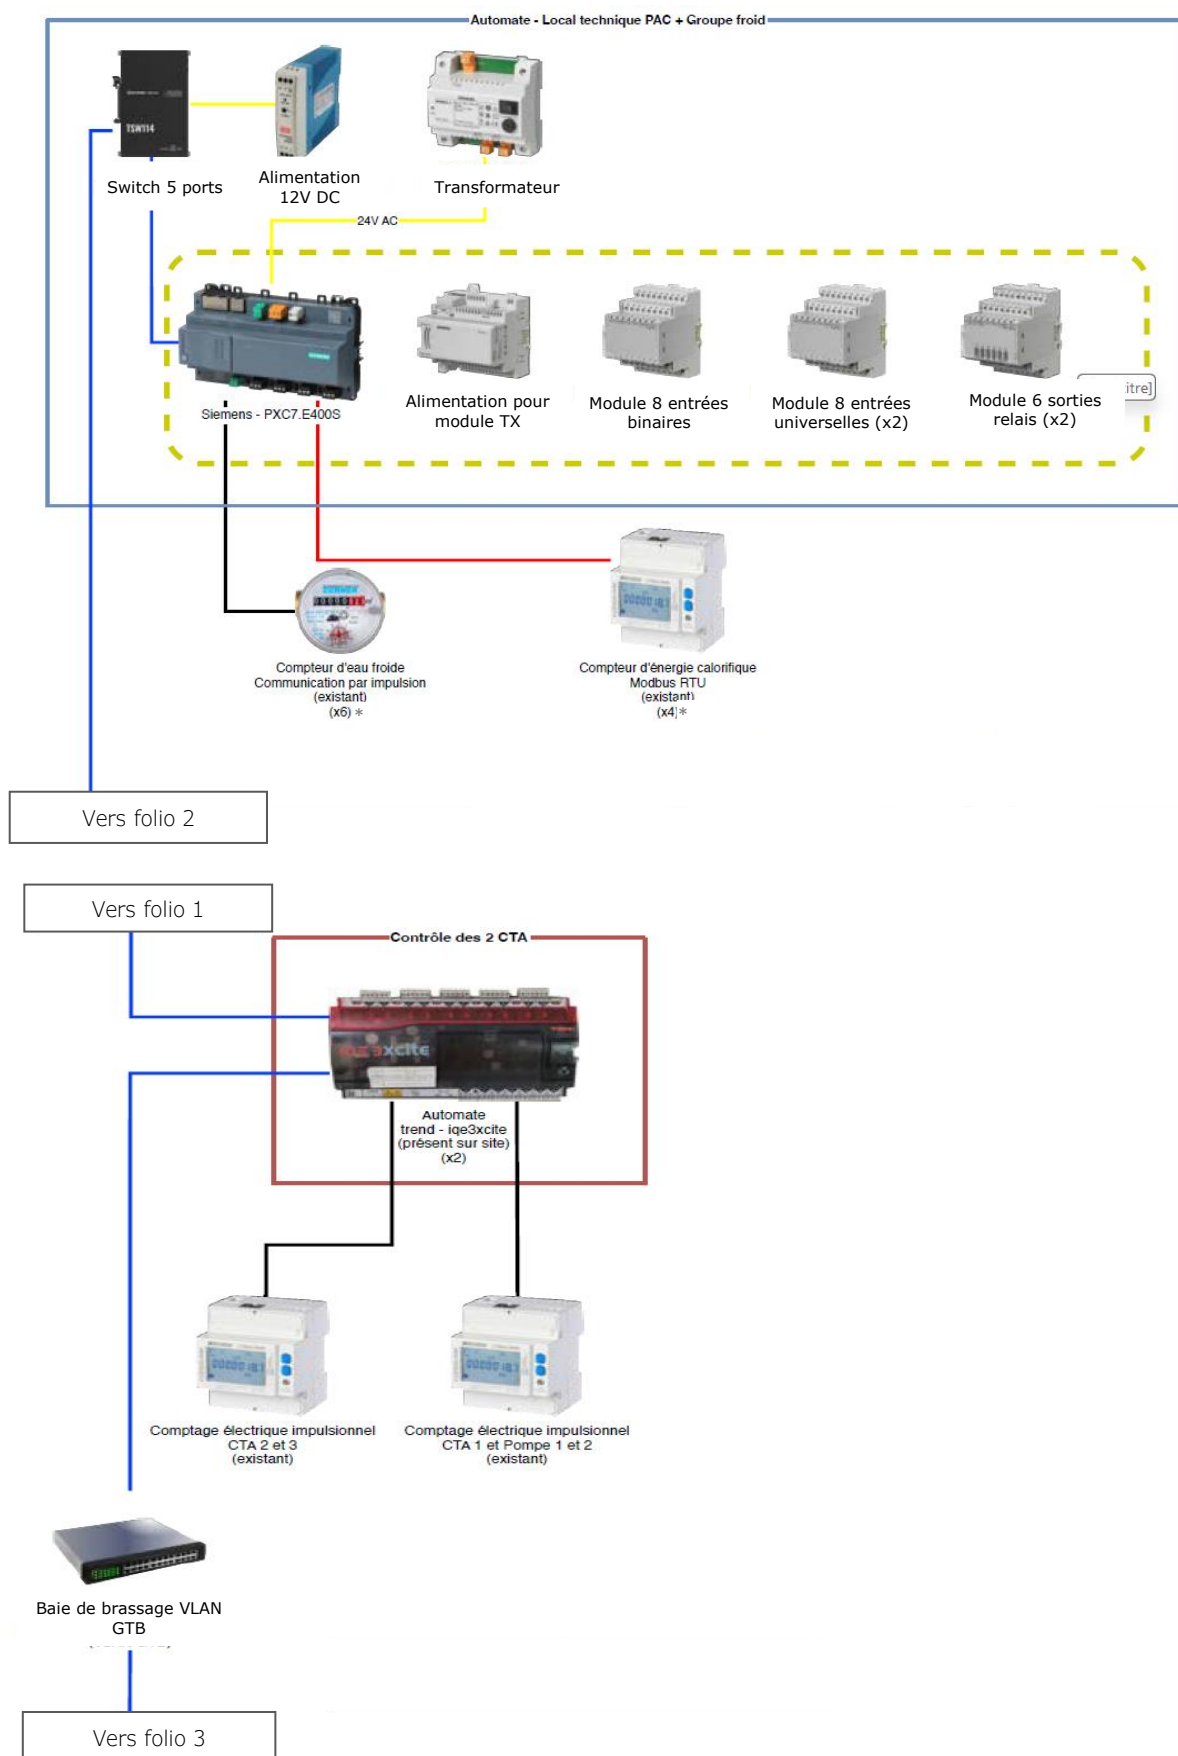 Automate - Local technique PAC + Groupe froid
TSW114
Switch 5 ports
Alimentation
12V DC
Transformateur
24V AC
SIEMENS
Siemens - PXC7.E400S
Alimentation pour
module TX
Module 8 entrées
binaires
Module 8 entrées
universelles (x2)
Module 6 sorties
relais (x2)
itre]
Compteur d'eau froide
Communication par impulsion
(existant)
(x6) *
Compteur d'énergie calorifique
Modbus RTU
(existant)
(x4)*
Vers folio 2
Vers folio 1
Contrôle des 2 CTA
iQE 3xcite
Automate
trend - iqe3xcite
(présent sur site)
(x2)
Comptage électrique impulsionnel
CTA 2 et 3
(existant)
Comptage électrique impulsionnel
CTA 1 et Pompe 1 et 2
(existant)
Baie de brassage VLAN
GTB
Vers folio 3